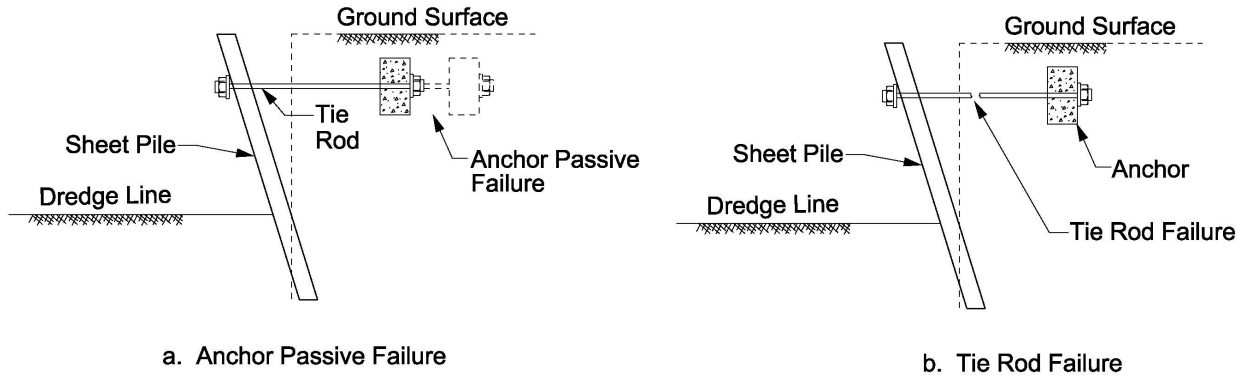 Ground Surface
Tie
Rod
Sheet Pile
Anchor Passive
Failure
Dredge Line
a. Anchor Passive Failure
Ground Surface
Sheet Pile
Anchor
Dredge Line
Tie Rod Failure
b. Tie Rod Failure